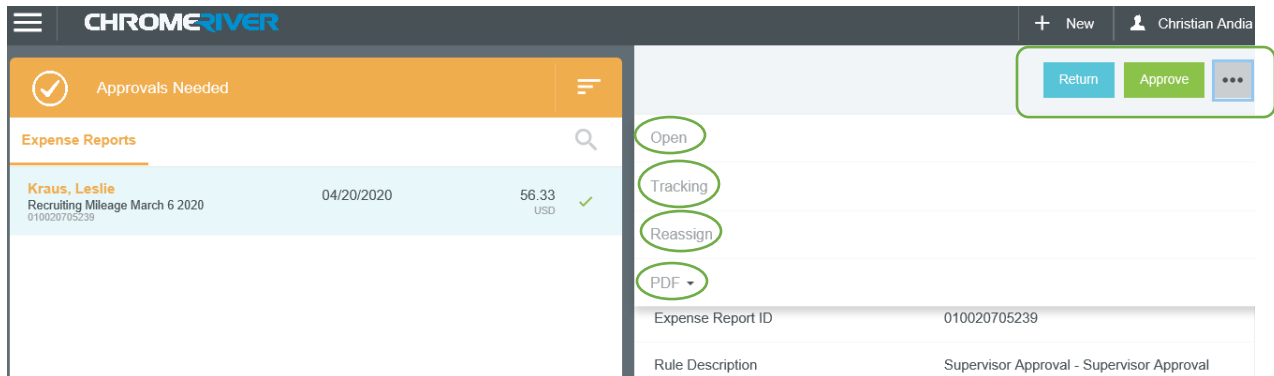 CHROMERIVER
+ New
Christian Andia
Approvals Needed
Return
Approve
•••
Expense Reports
Kraus, Leslie
Recruiting Mileage March 6 2020
010020705239
04/20/2020
56.33
USD
Open
Tracking
Reassign
PDF
Expense Report ID 010020705239
Rule Description Supervisor Approval - Supervisor Approval